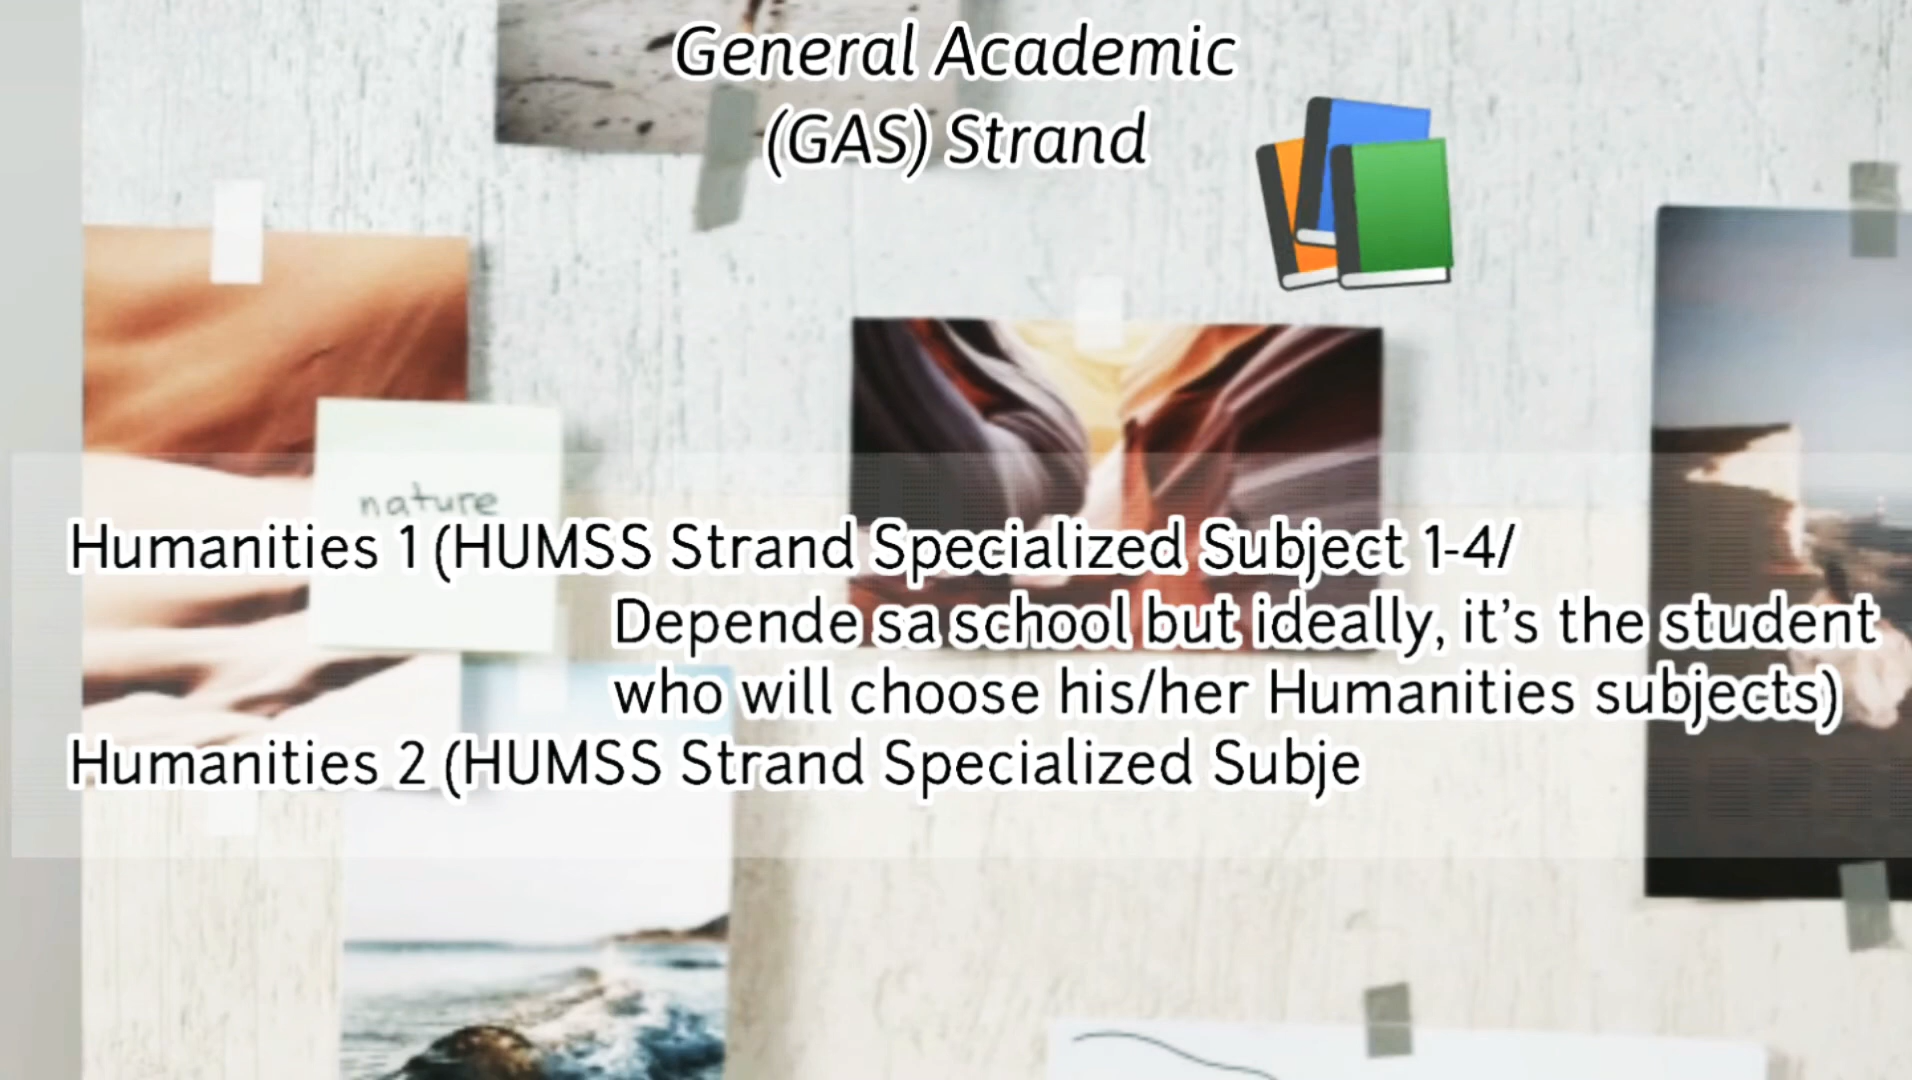 General Academic
(GAS) Strand
nature
Humanities 1 (HUMSS Strand Specialized Subject 1-4/
Depende sa school but ideally, it's the student
who will choose his/her Humanities subjects)
Humanities 2 (HUMSS Strand Specialized Subje